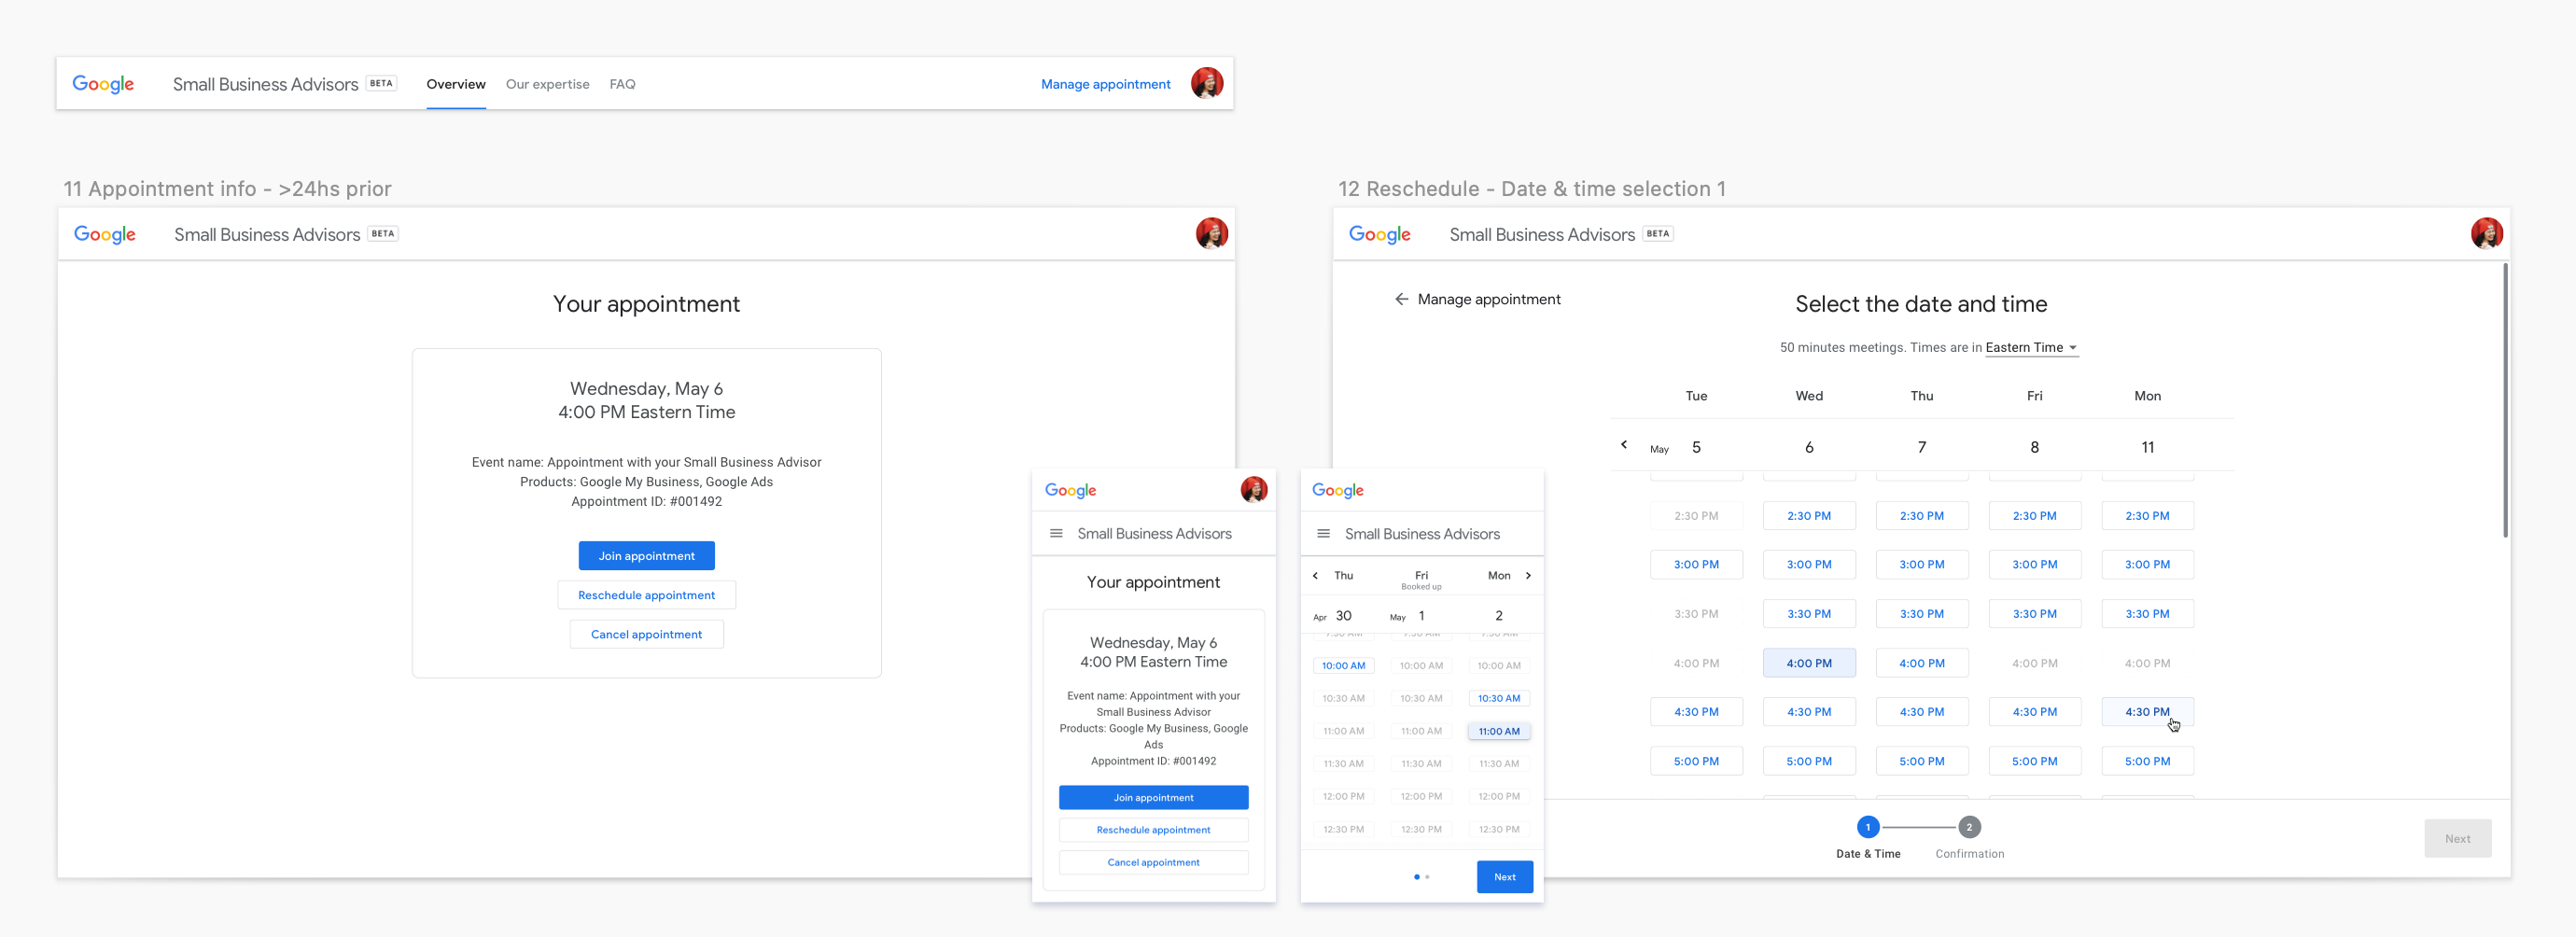 Google Small Business Advisors BETA Overview Our expertise FAQ Manage appointment
11 Appointment info - >24hs prior
Google Small Business Advisors BETA
Your appointment
Wednesday, May 6
4:00 PM Eastern Time
Event name: Appointment with your Small Business Advisor
Products: Google My Business, Google Ads
Appointment ID: #001492
Join appointment
Reschedule appointment
Cancel appointment
Google
Small Business Advisors
Your appointment
Wednesday, May 6
4:00 PM Eastern Time
Event name: Appointment with your
Small Business Advisor
Products: Google My Business, Google
Ads
Appointment ID: #001492
Join appointment
Reschedule appointment
Cancel appointment
Google
Small Business Advisors
Thu Fri Mon
Booked up
Apr 30 May 1 2
7:30 AM 7:30 AM 7:30 AM
10:00 AM 10:00 AM 10:00 AM
10:30 AM 10:30 AM 10:30 AM
11:00 AM 11:00 AM 11:00 AM
11:30 AM 11:30 AM 11:30 AM
12:00 PM 12:00 PM 12:00 PM
12:30 PM 12:30 PM 12:30 PM
Next
12 Reschedule - Date & time selection 1
Google Small Business Advisors BETA
Manage appointment
Select the date and time
50 minutes meetings. Times are in Eastern Time
Tue Wed Thu Fri Mon
May 5 6 7 8 11
2:30 PM 2:30 PM 2:30 PM 2:30 PM 2:30 PM
3:00 PM 3:00 PM 3:00 PM 3:00 PM 3:00 PM
3:30 PM 3:30 PM 3:30 PM 3:30 PM 3:30 PM
4:00 PM 4:00 PM 4:00 PM 4:00 PM 4:00 PM
4:30 PM 4:30 PM 4:30 PM 4:30 PM 4:30 PM
5:00 PM 5:00 PM 5:00 PM 5:00 PM 5:00 PM
1 2
Date & Time Confirmation
Next